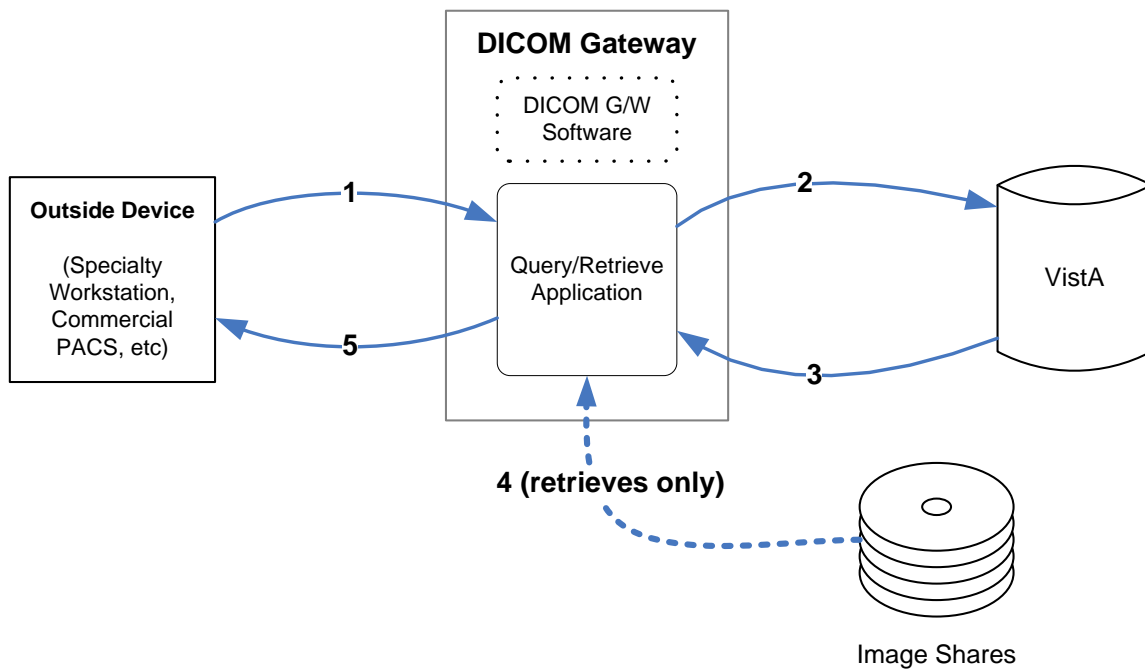 DICOM Gateway
DICOM G/W
Software
1
2
Outside Device
(Specialty
Workstation,
Commercial
PACS, etc)
Query/Retrieve
Application
VistA
5
3
4 (retrieves only)
Image Shares